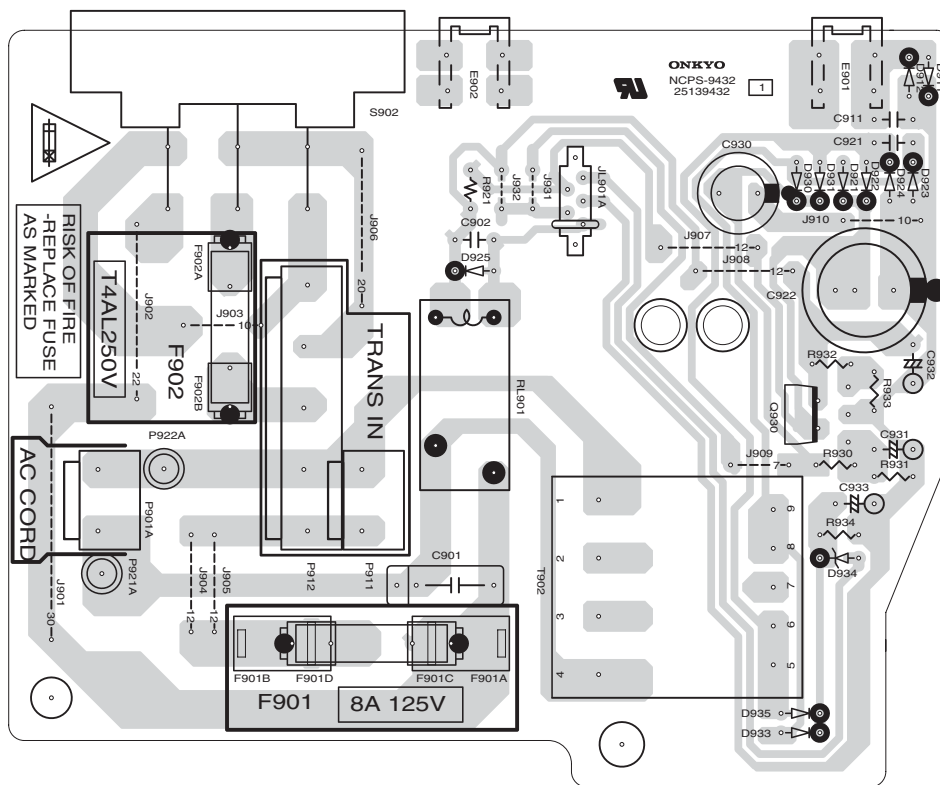 ONKYO
NCPS-9432
25139432
1
E902
E901
D912
S902
C911
C921
C930
D930
D931
D921
D922
D924
D923
R921
J932
J931
JL901A
J910
10
C902
J907
12
J908
12
D925
C922
J906
20
RISK OF FIRE
-REPLACE FUSE
AS MARKED
T4AL250V
J902
22
F902A
J903
10
F902
F902B
TRANS IN
RL901
R932
C932
R933
Q930
P922A
C931
J909
7
R930
R931
AC CORD
P901A
C933
R934
D934
P921A
J901
30
J904
12
J905
12
P912
P911
C901
T902
1
2
3
4
9
8
7
6
5
F901B
F901D
F901C
F901A
F901
8A 125V
D935
D933